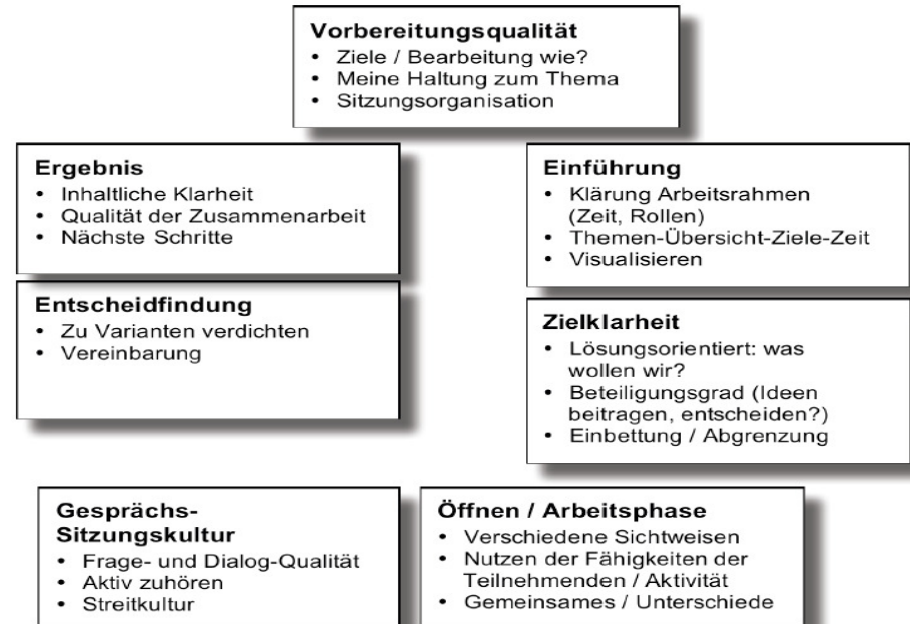 Vorbereitungsqualität
• Ziele / Bearbeitung wie?
• Meine Haltung zum Thema
• Sitzungsorganisation
Ergebnis
• Inhaltliche Klarheit
• Qualität der Zusammenarbeit
• Nächste Schritte
Einführung
• Klärung Arbeitsrahmen
(Zeit, Rollen)
• Themen-Übersicht-Ziele-Zeit
• Visualisieren
Entscheidfindung
• Zu Varianten verdichten
• Vereinbarung
Zielklarheit
• Lösungsorientiert: was
wollen wir?
• Beteiligungsgrad (Ideen
beitragen, entscheiden?)
• Einbettung / Abgrenzung
Gesprächs-
Sitzungskultur
• Frage- und Dialog-Qualität
• Aktiv zuhören
• Streitkultur
Öffnen / Arbeitsphase
• Verschiedene Sichtweisen
• Nutzen der Fähigkeiten der
Teilnehmenden / Aktivität
• Gemeinsames / Unterschiede